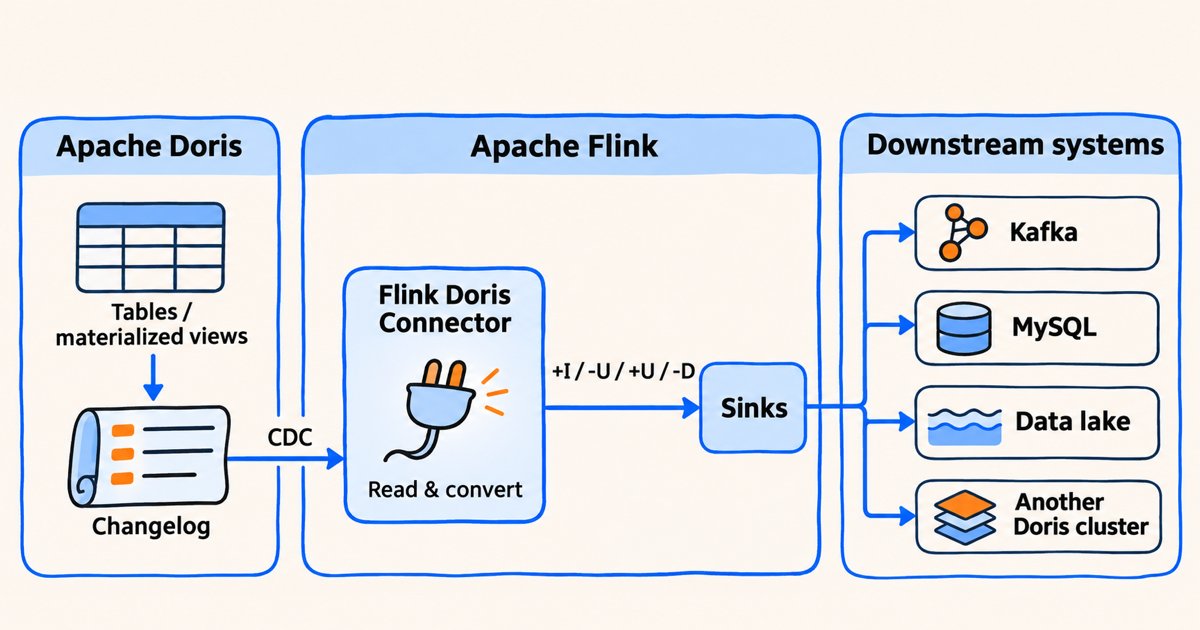 Apache Doris
Tables /
materialized views
Changelog
CDC
Apache Flink
Flink Doris
Connector
Read & convert
+I / -U / +U / -D
Sinks
Downstream systems
Kafka
MySQL
Data lake
Another
Doris cluster